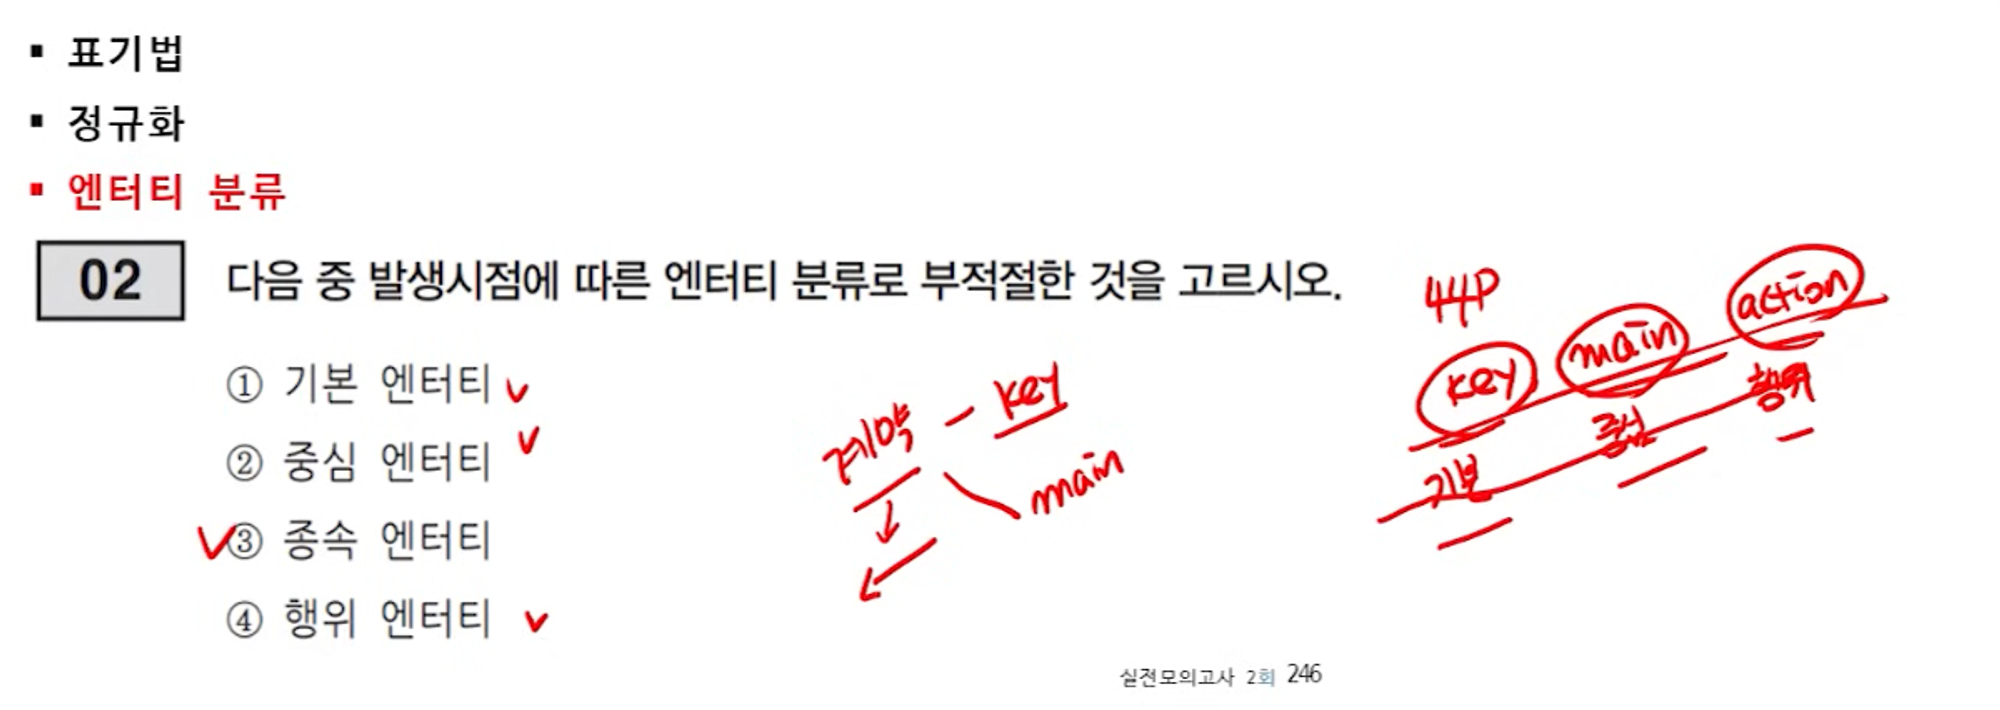 ▪ 표기법
▪ 정규화
▪ 엔터티 분류
02 다음 중 발생시점에 따른 엔터티 분류로 부적절한 것을 고르시오.
① 기본 엔터티
② 중심 엔터티
③ 종속 엔터티
④ 행위 엔터티
계약 - key
main
44P
key main action
기본 중심 행위
실전모의고사 2회 246